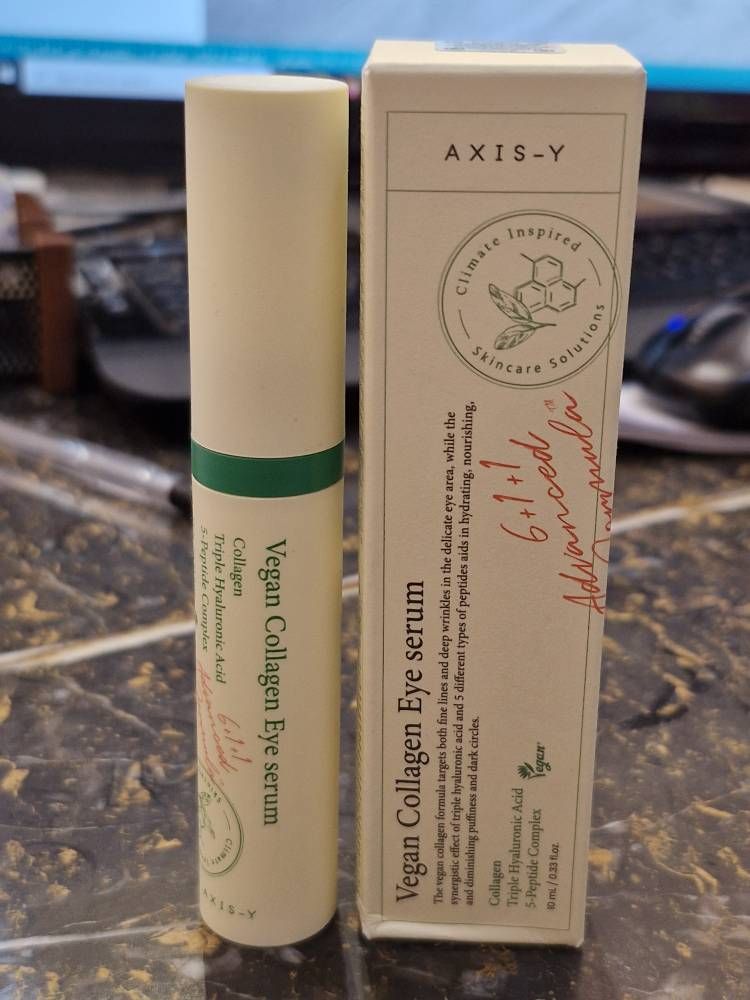 AXIS-Y
Climate Inspired
Skincare Solutions
6+1+1
Advanced ™
Formula
Vegan Collagen Eye serum
The vegan collagen formula targets both fine lines and deep wrinkles in the delicate eye area, while the
synergistic effect of triple hyaluronic acid and 5 different types of peptides aids in hydrating, nourishing,
and diminishing puffiness and dark circles.
Collagen
Triple Hyaluronic Acid
5-Peptide Complex
Vegan
10 mL / 0.33 fl.oz.
Vegan Collagen Eye serum
Collagen
Triple Hyaluronic Acid
5-Peptide Complex
6+1+1
Advanced
AXIS-Y